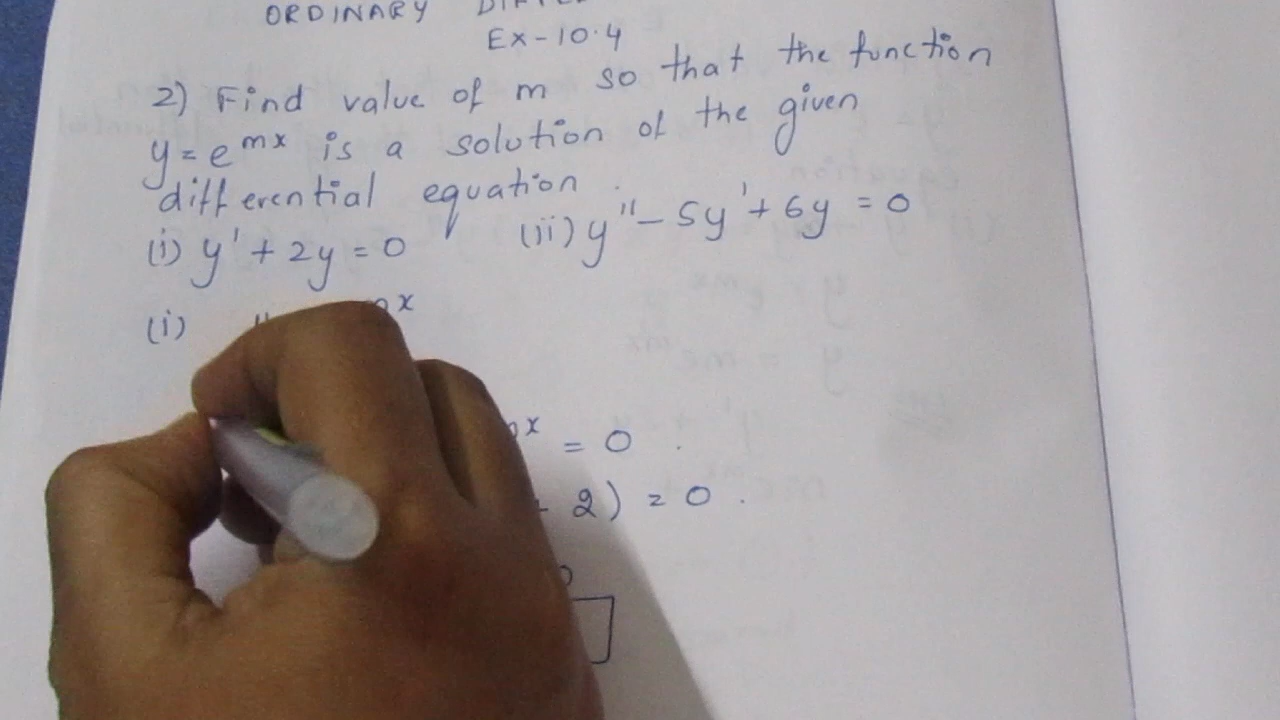 ORDINARY
Ex-10.4
2) Find value of m so that the function
y=e^mx is a solution of the given
differential equation.
(i) y' + 2y = 0 (ii) y'' - 5y' + 6y = 0
(i) x
x = 0.
2) = 0.